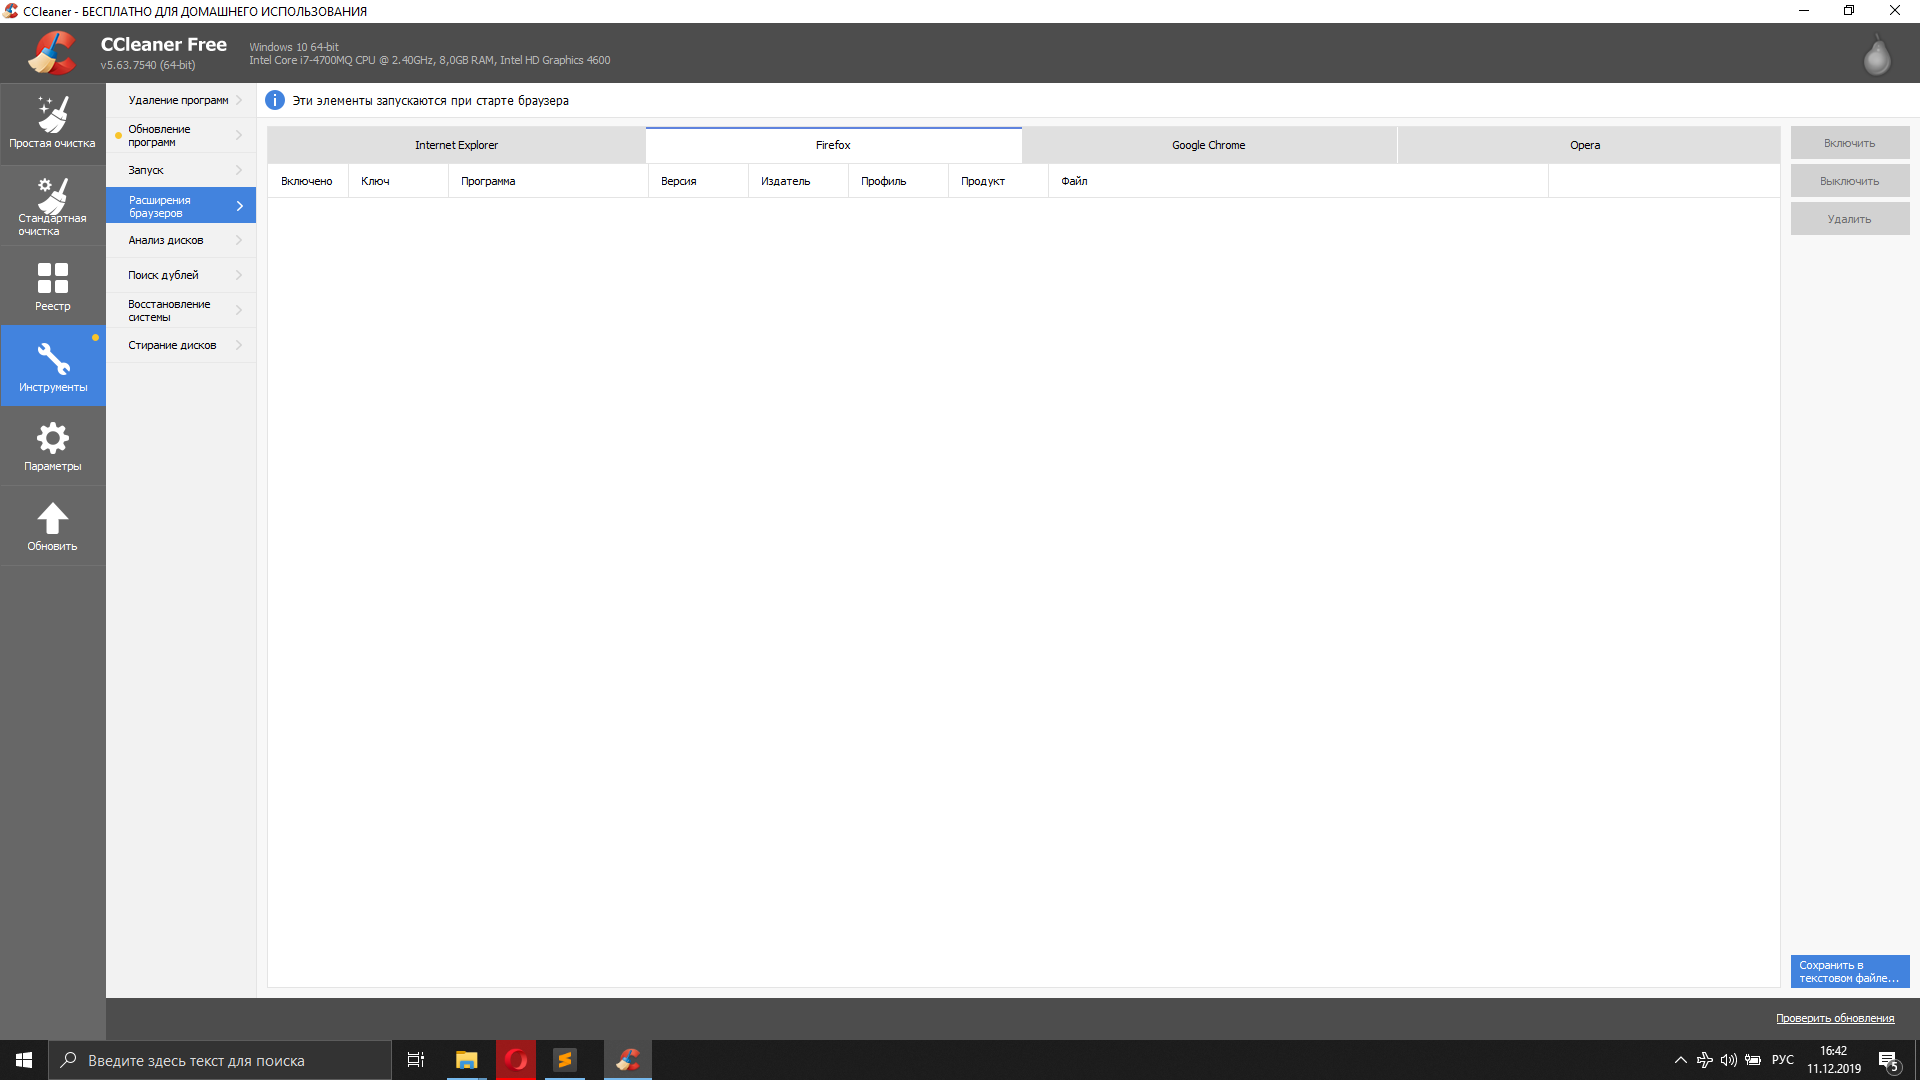 CCleaner - БЕСПЛАТНО ДЛЯ ДОМАШНЕГО ИСПОЛЬЗОВАНИЯ
CCleaner Free
v5.63.7540 (64-bit)
Windows 10 64-bit
Intel Core i7-4700MQ CPU @ 2.40GHz, 8,0GB RAM, Intel HD Graphics 4600
Простая очистка
Стандартная
очистка
Реестр
Инструменты
Параметры
Обновить
Удаление программ
Обновление
программ
Запуск
Расширения
браузеров
Анализ дисков
Поиск дублей
Восстановление
системы
Стирание дисков
Эти элементы запускаются при старте браузера
Internet Explorer
Firefox
Google Chrome
Opera
Включено
Ключ
Программа
Версия
Издатель
Профиль
Продукт
Файл
Включить
Выключить
Удалить
Сохранить в
текстовом файле...
Проверить обновления
Введите здесь текст для поиска
РУС
16:42
11.12.2019
5